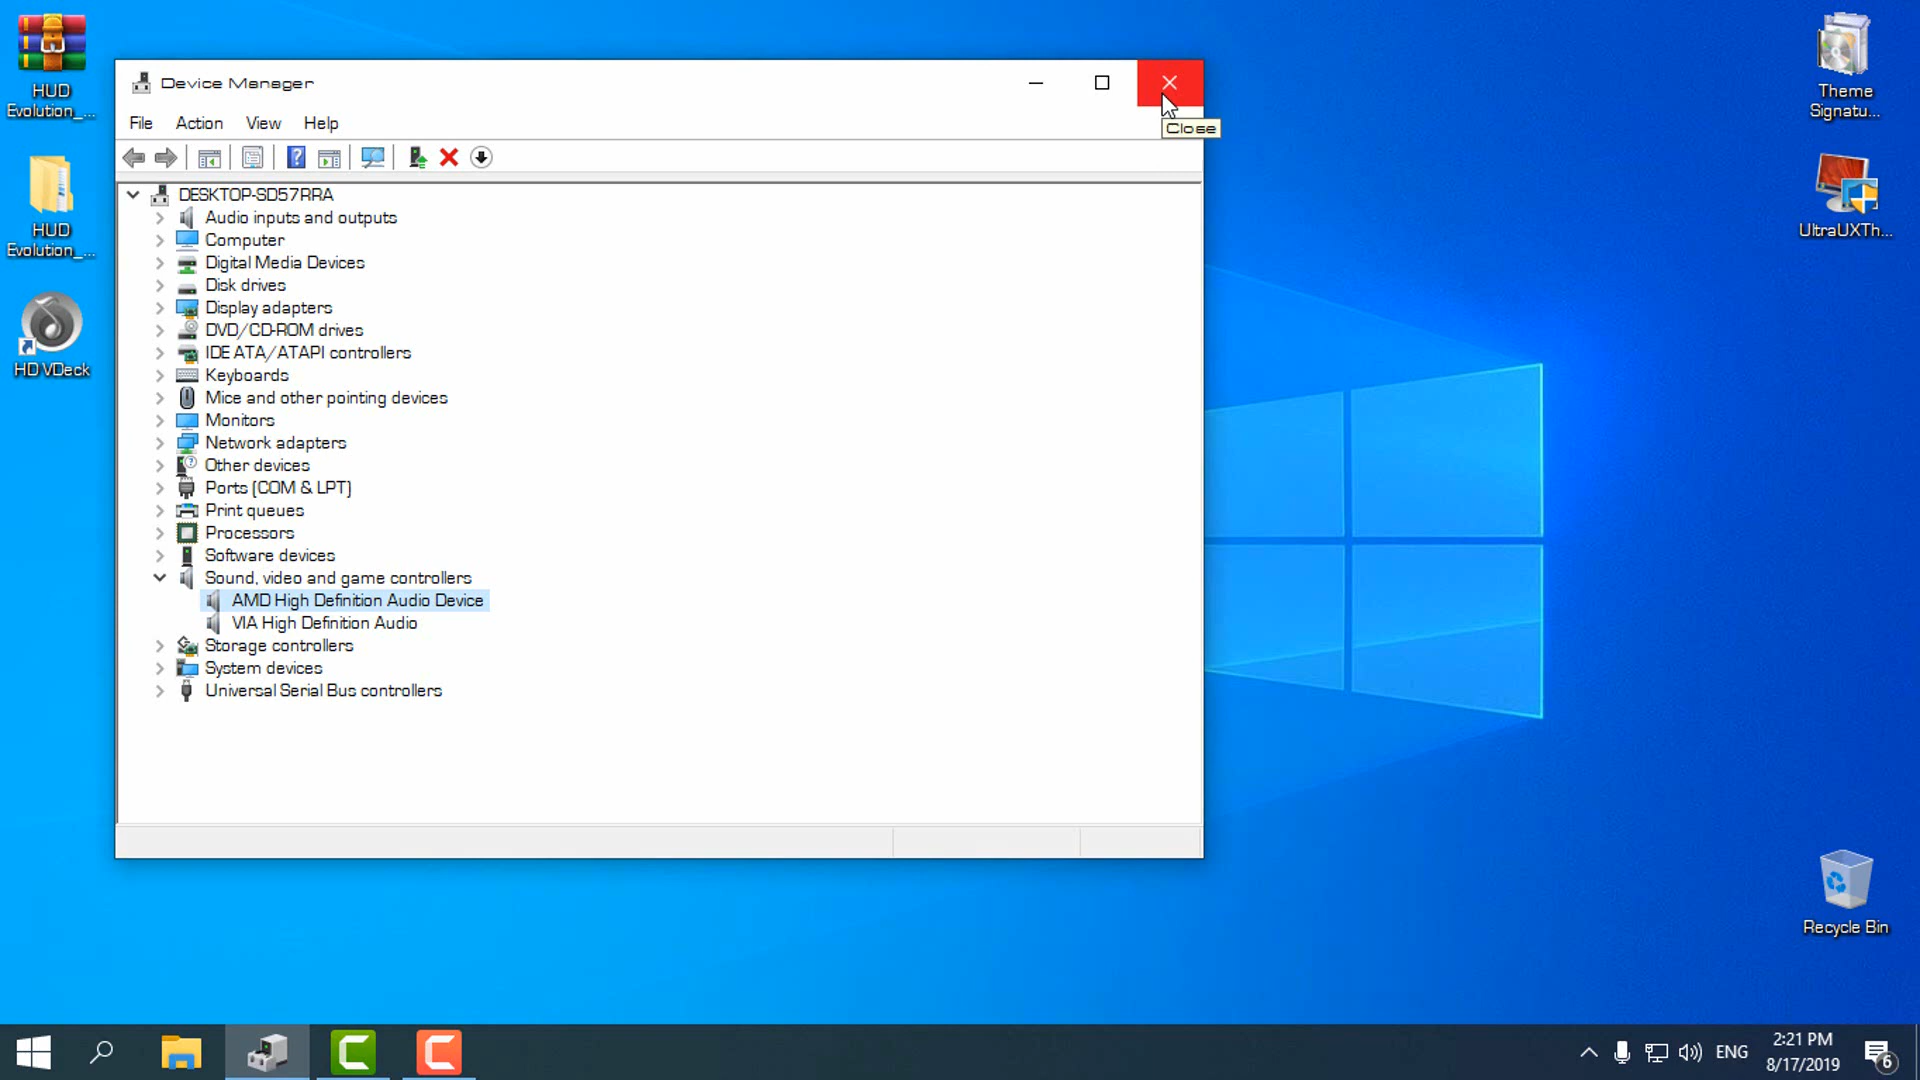 HUD
Evolution_...
HUD
Evolution_...
HD VDeck
Device Manager
File Action View Help
Close
DESKTOP-SD57RRA
Audio inputs and outputs
Computer
Digital Media Devices
Disk drives
Display adapters
DVD/CD-ROM drives
IDE ATA/ATAPI controllers
Keyboards
Mice and other pointing devices
Monitors
Network adapters
Other devices
Ports (COM & LPT)
Print queues
Processors
Software devices
Sound, video and game controllers
AMD High Definition Audio Device
VIA High Definition Audio
Storage controllers
System devices
Universal Serial Bus controllers
Theme
Signatu...
UltraUXTh...
Recycle Bin
ENG
2:21 PM
8/17/2019
6